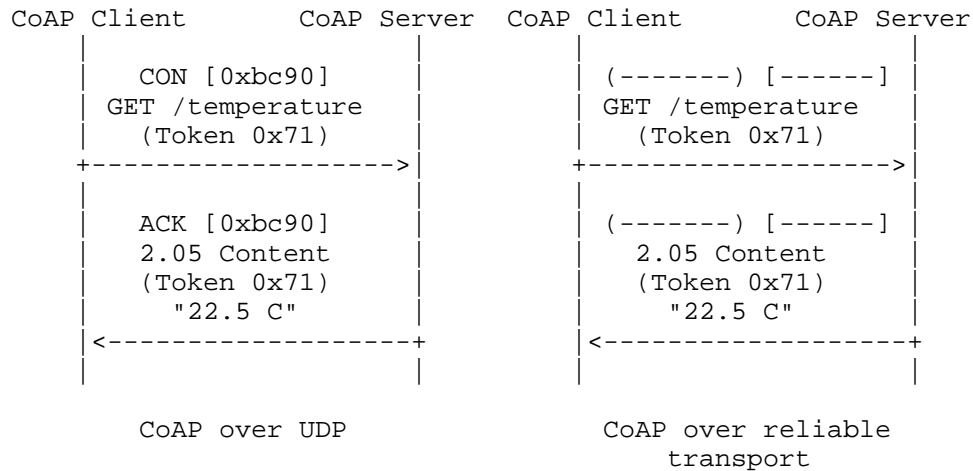 CoAP Client       CoAP Server  CoAP Client       CoAP Server
    |                    |         |                    |
    |   CON [0xbc90]     |         | (-------) [------] |
    | GET /temperature   |         | GET /temperature   |
    |   (Token 0x71)     |         |   (Token 0x71)     |
    +------------------->|         +------------------->|
    |                    |         |                    |
    |   ACK [0xbc90]     |         | (-------) [------] |
    |   2.05 Content     |         |   2.05 Content     |
    |   (Token 0x71)     |         |   (Token 0x71)     |
    |     "22.5 C"       |         |     "22.5 C"       |
    |<-------------------+         |<-------------------+
    |                    |         |                    |
        CoAP over UDP                CoAP over reliable
                                         transport